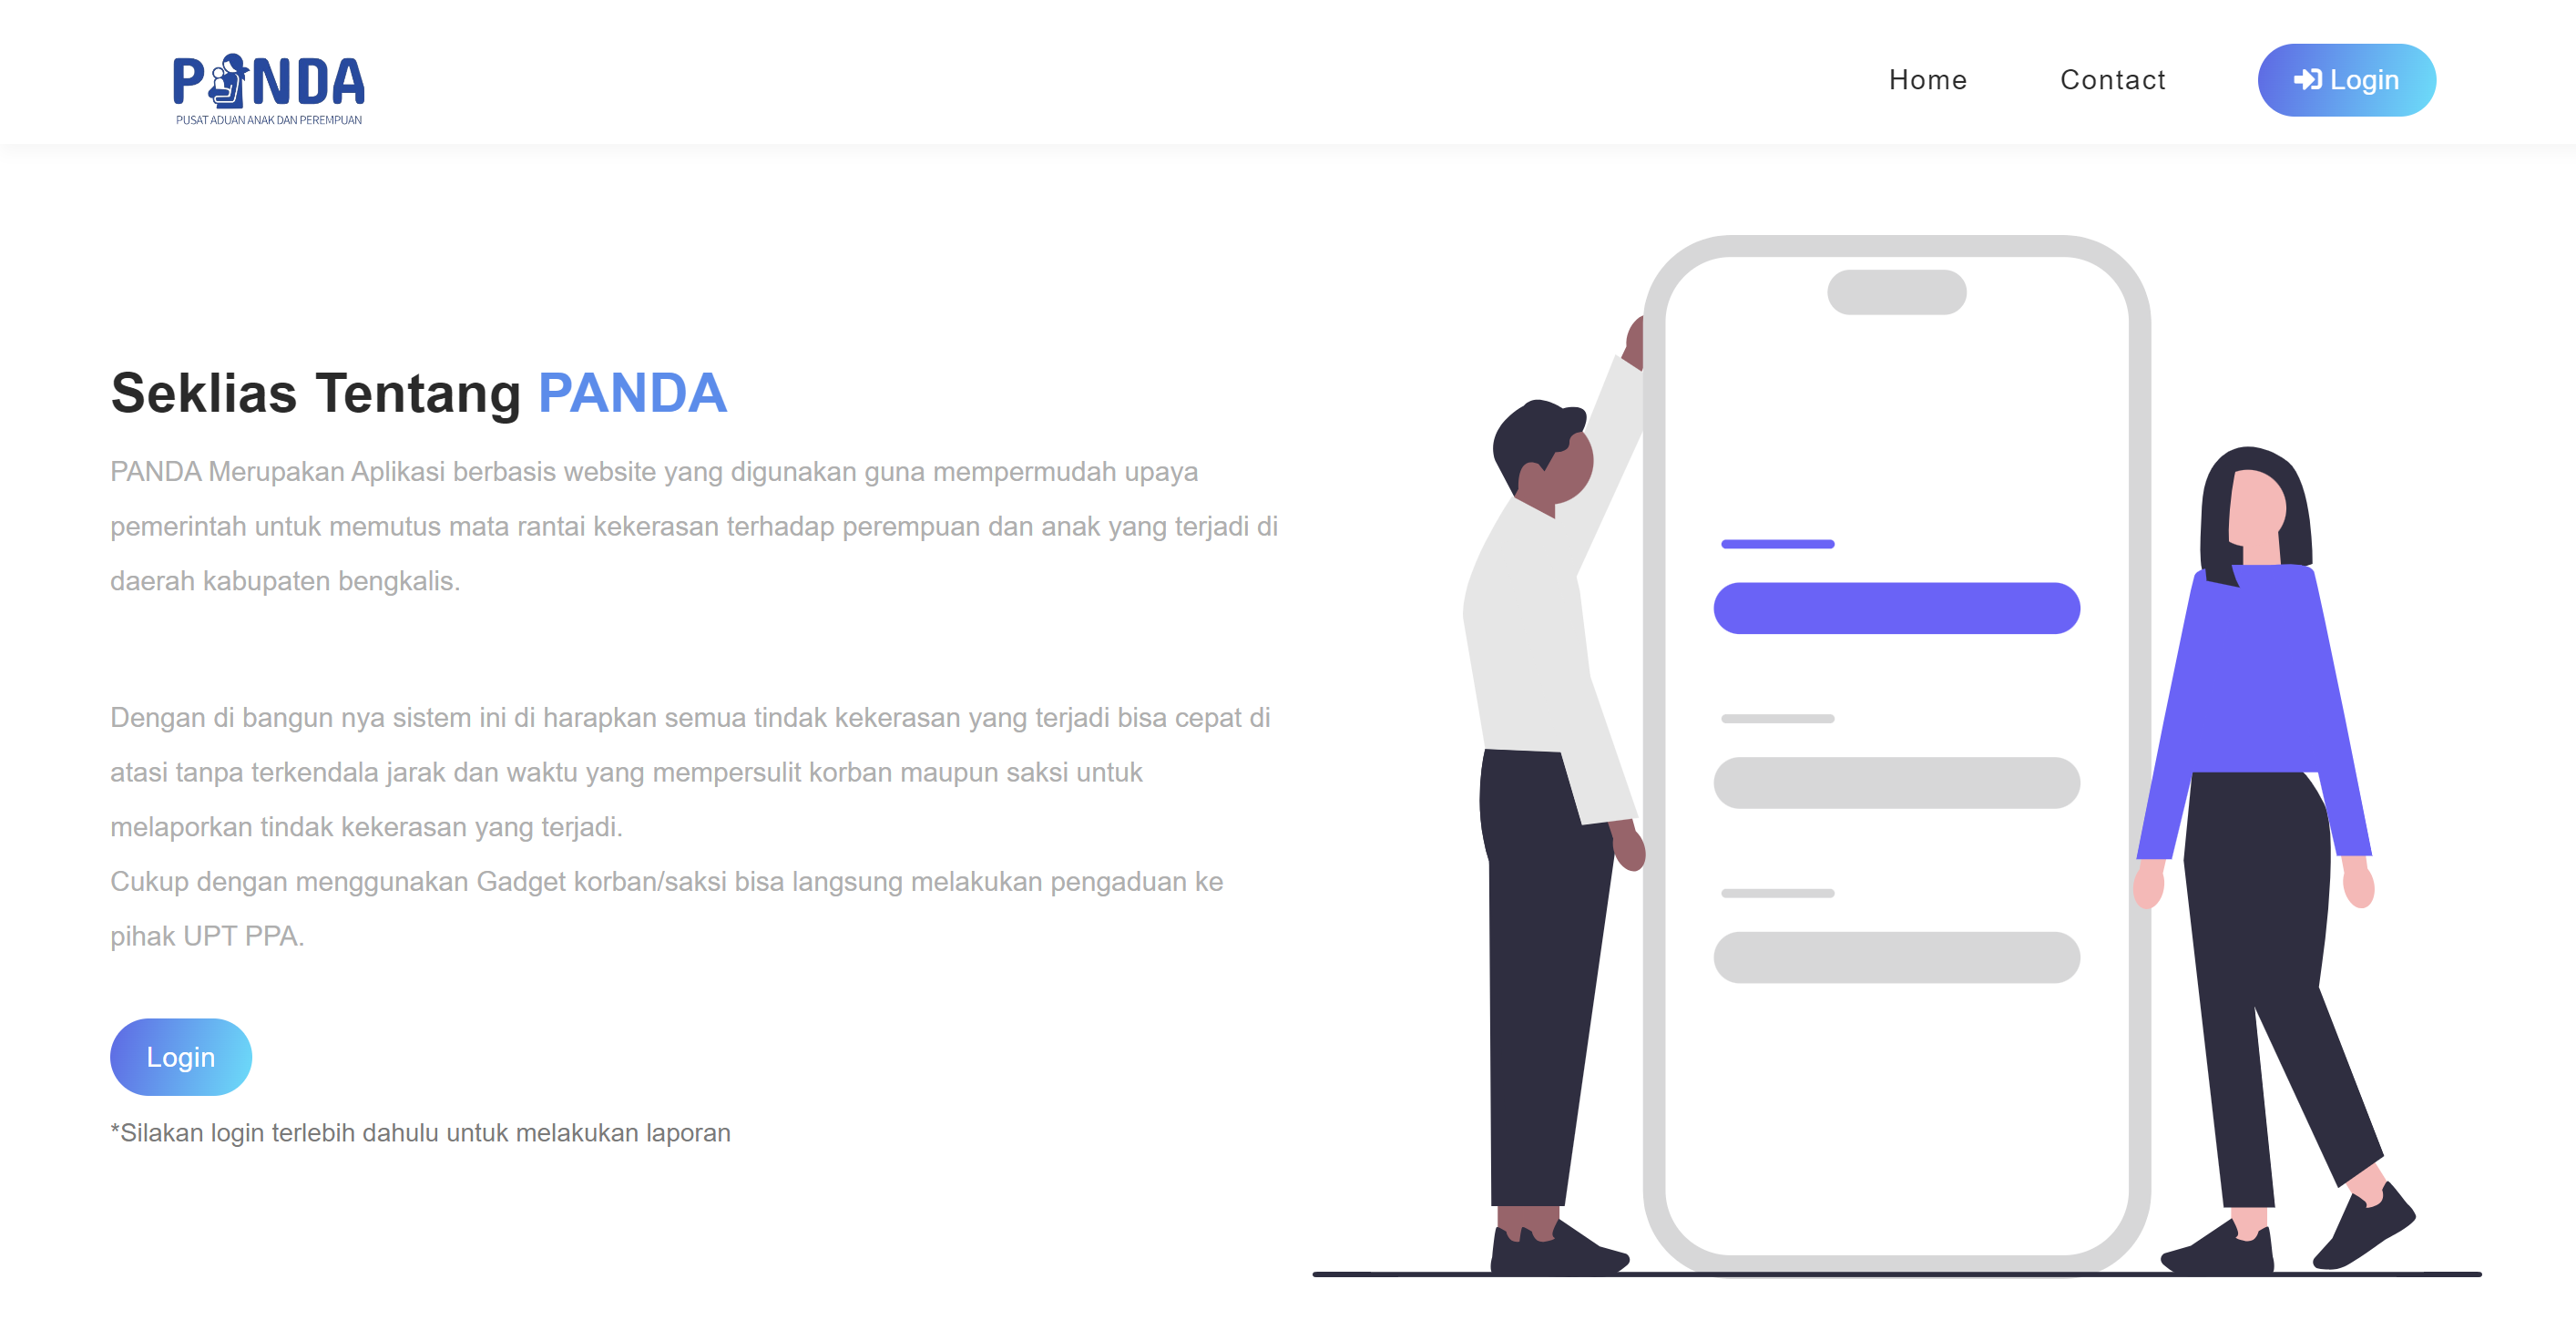 PANDA
PUSAT ADUAN ANAK DAN PEREMPUAN
Home
Contact
Login
Seklias Tentang PANDA
PANDA Merupakan Aplikasi berbasis website yang digunakan guna mempermudah upaya
pemerintah untuk memutus mata rantai kekerasan terhadap perempuan dan anak yang terjadi di
daerah kabupaten bengkalis.
Dengan di bangun nya sistem ini di harapkan semua tindak kekerasan yang terjadi bisa cepat di
atasi tanpa terkendala jarak dan waktu yang mempersulit korban maupun saksi untuk
melaporkan tindak kekerasan yang terjadi.
Cukup dengan menggunakan Gadget korban/saksi bisa langsung melakukan pengaduan ke
pihak UPT PPA.
Login
*Silakan login terlebih dahulu untuk melakukan laporan